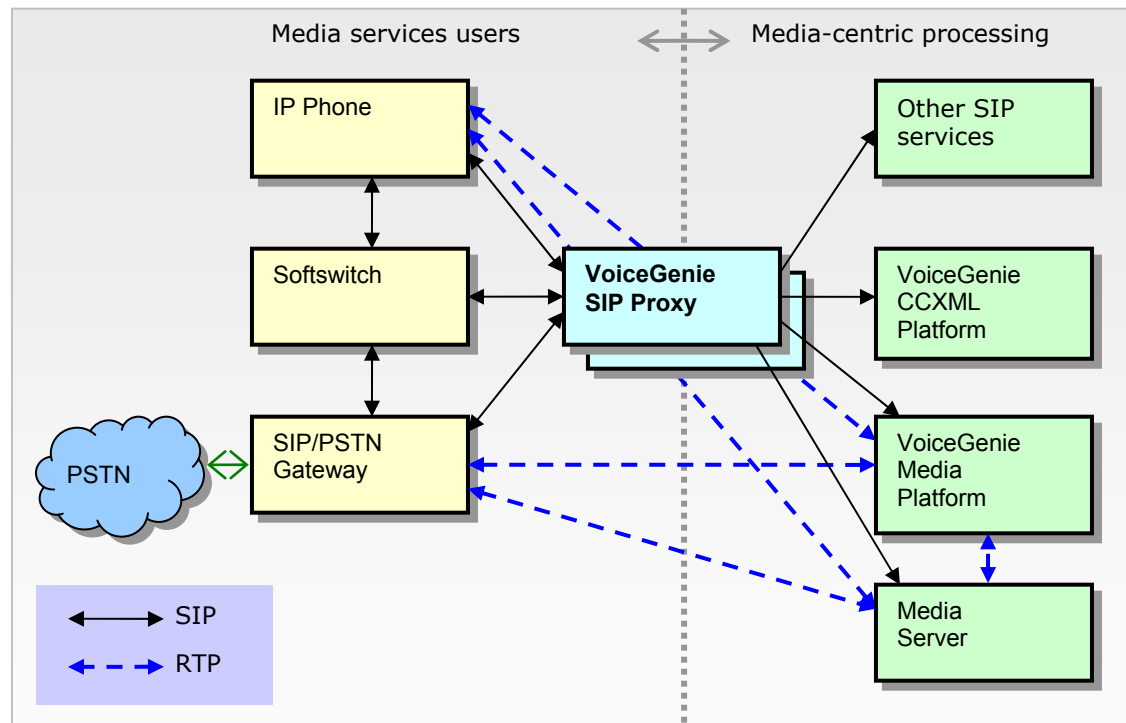 Media services users
Media-centric processing
IP Phone
Other SIP
services
Softswitch
VoiceGenie
SIP Proxy
VoiceGenie
CCXML
Platform
PSTN
SIP/PSTN
Gateway
VoiceGenie
Media
Platform
SIP
RTP
Media
Server